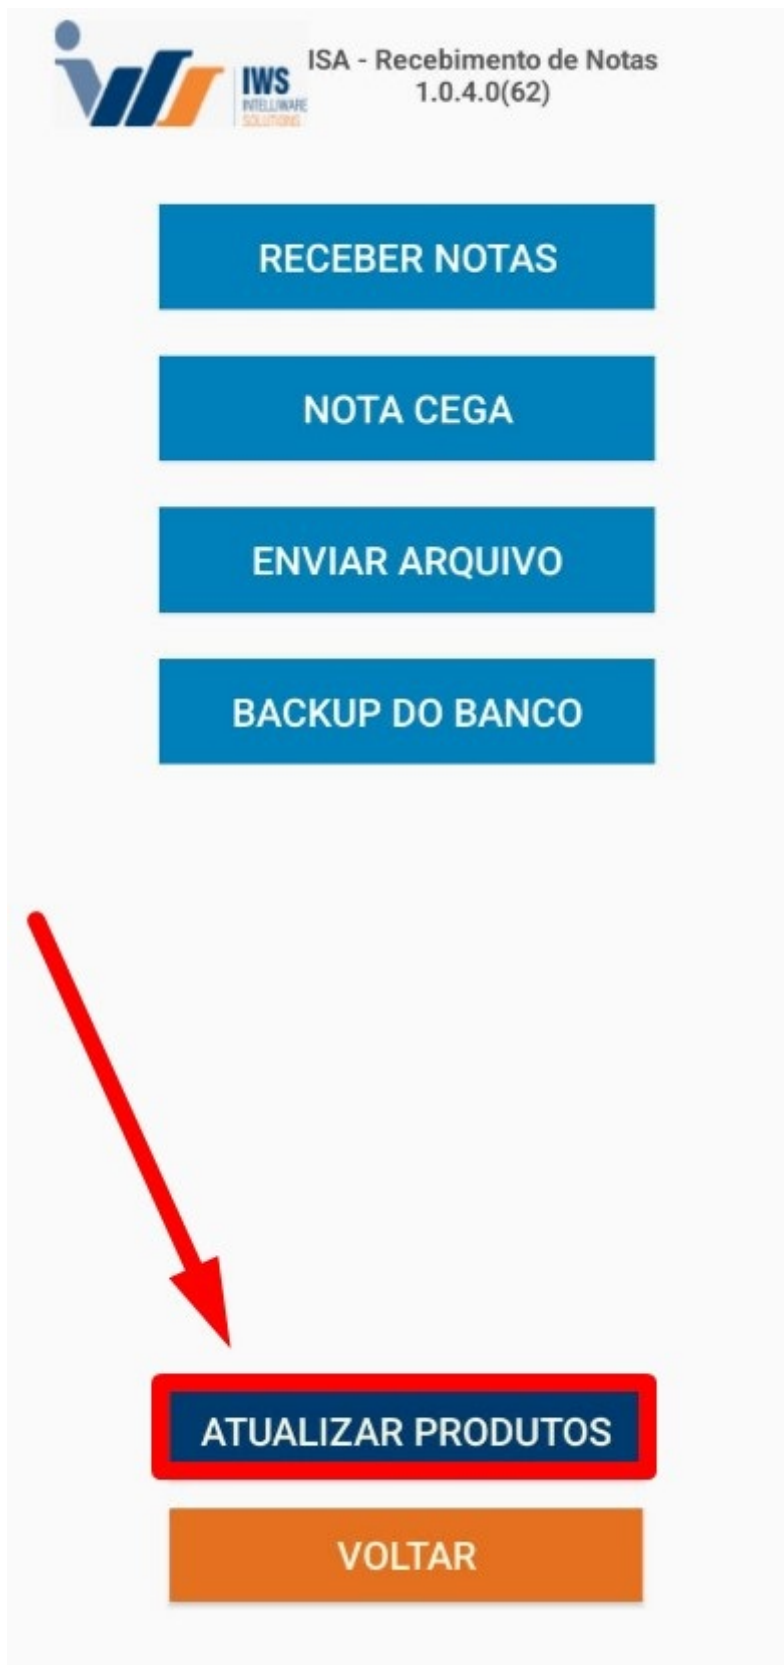 ISA - Recebimento de Notas
1.0.4.0(62)
IWS
INTELLIWARE
SOLUTIONS
RECEBER NOTAS
NOTA CEGA
ENVIAR ARQUIVO
BACKUP DO BANCO
ATUALIZAR PRODUTOS
VOLTAR